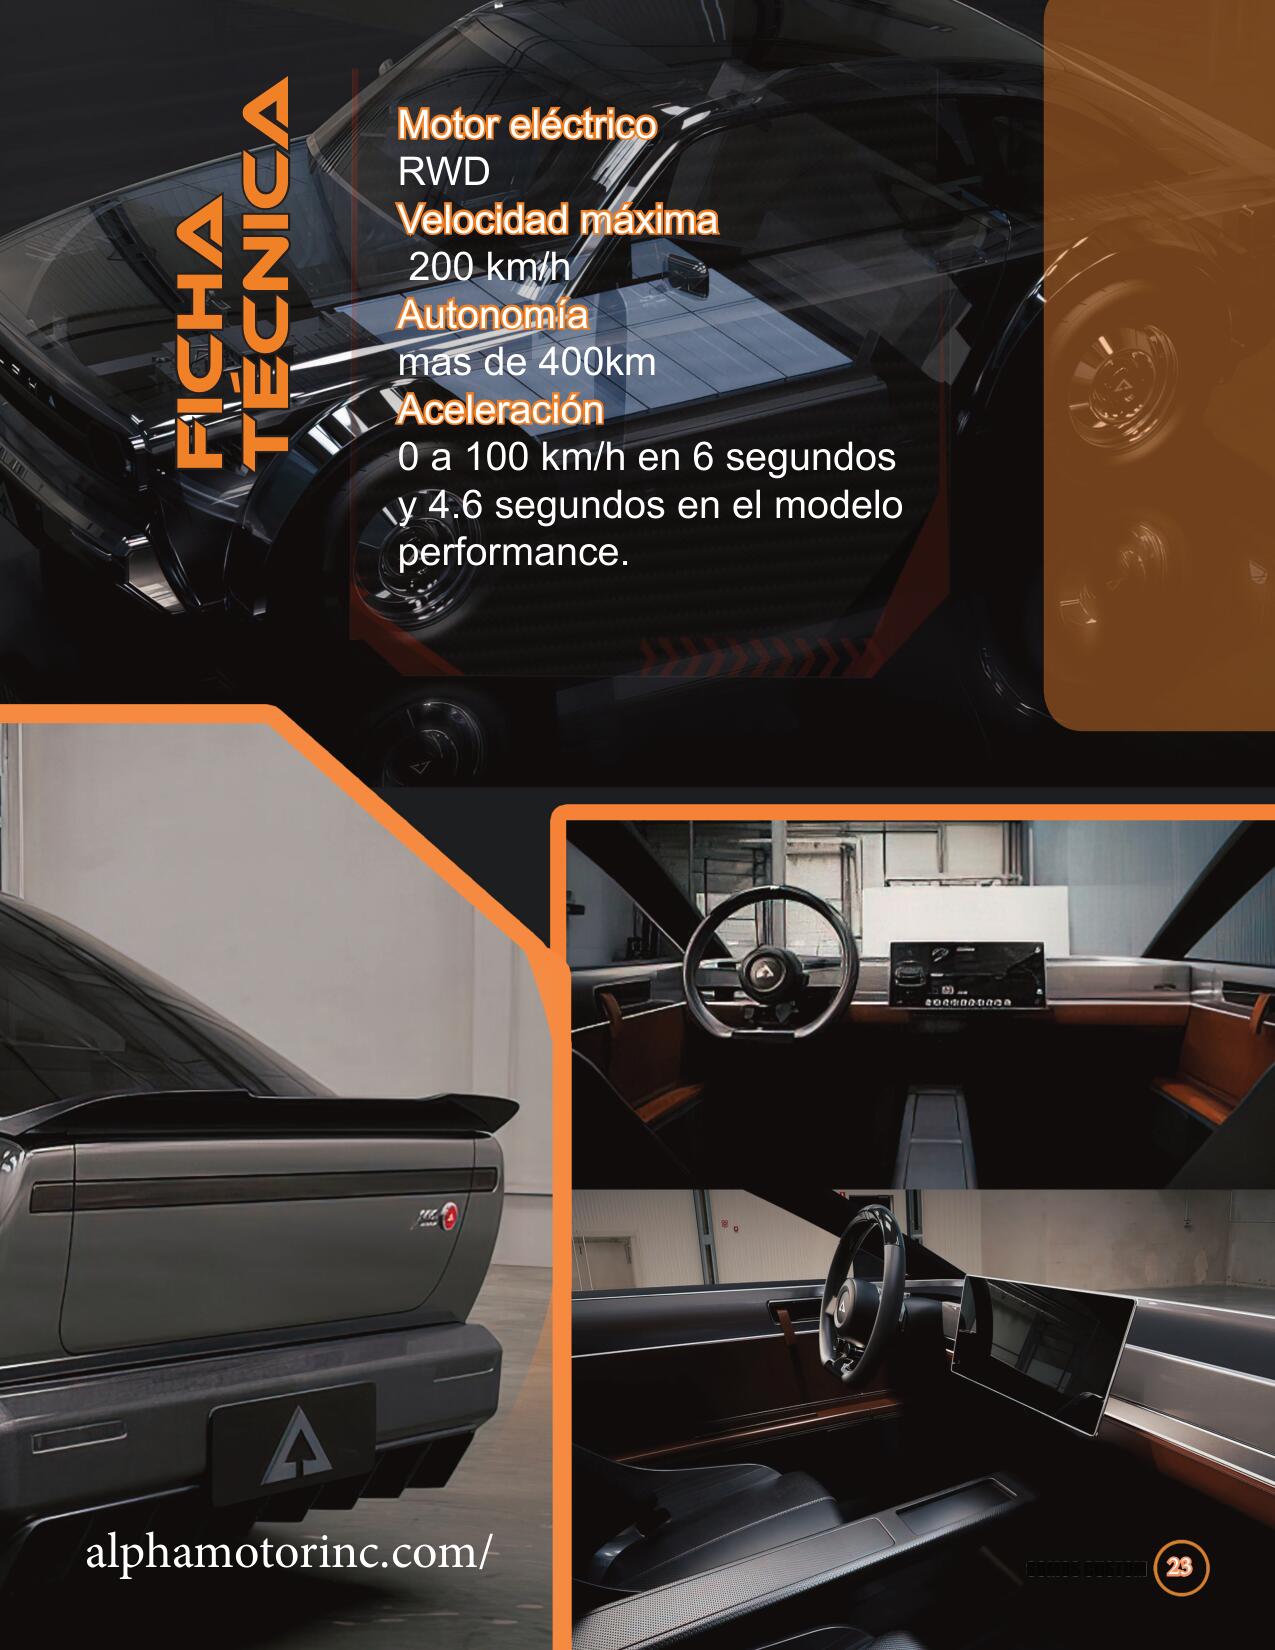 FICHA
TÉCNICA
Motor eléctrico
RWD
Velocidad máxima
200 km/h
Autonomía
mas de 400km
Aceleración
0 a 100 km/h en 6 segundos
y 4.6 segundos en el modelo
performance.
alphamotorinc.com/
23